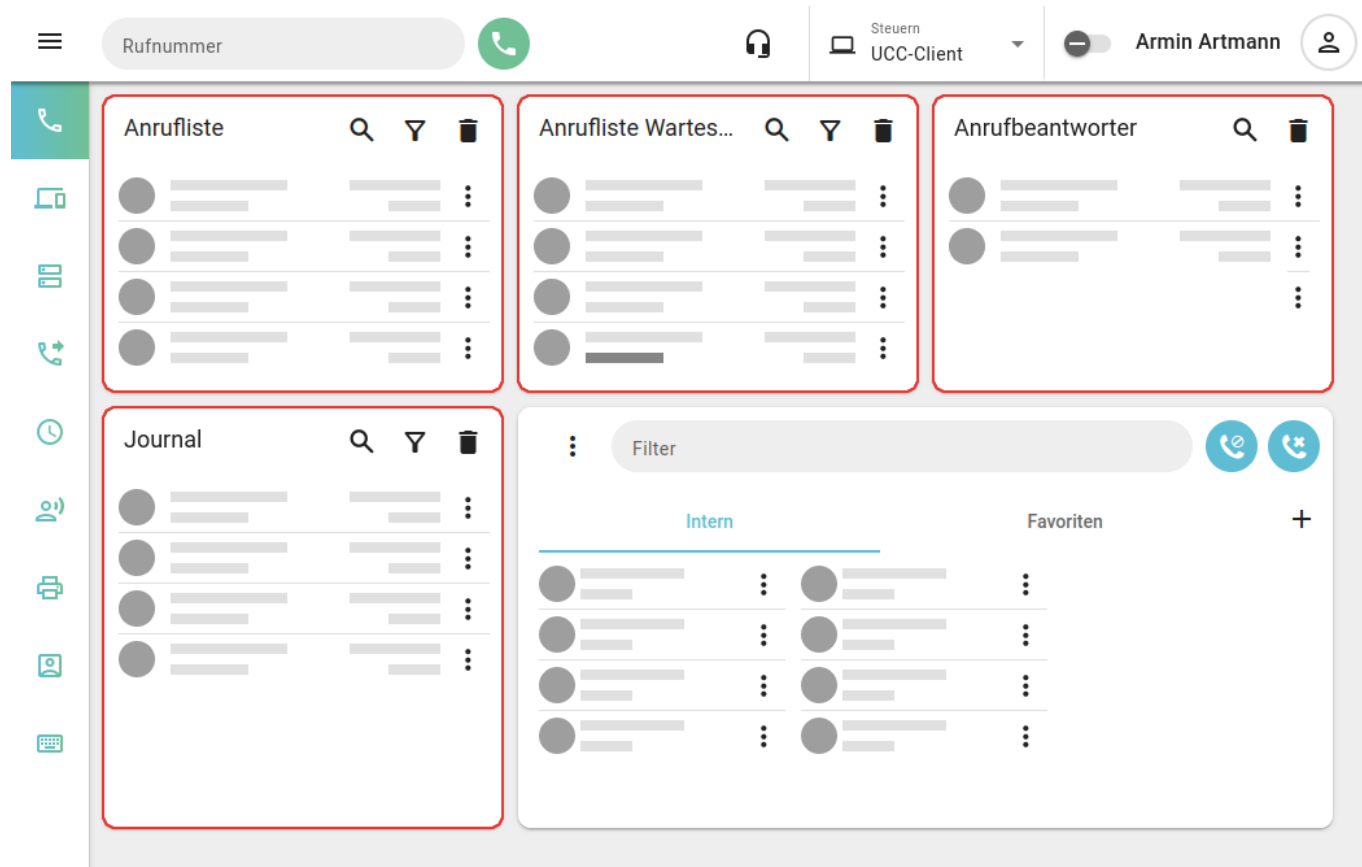 Rufnummer
Steuern
UCC-Client
Armin Artmann
Anrufliste
Anrufliste Wartes...
Anrufbeantworter
Journal
Filter
Intern
Favoriten